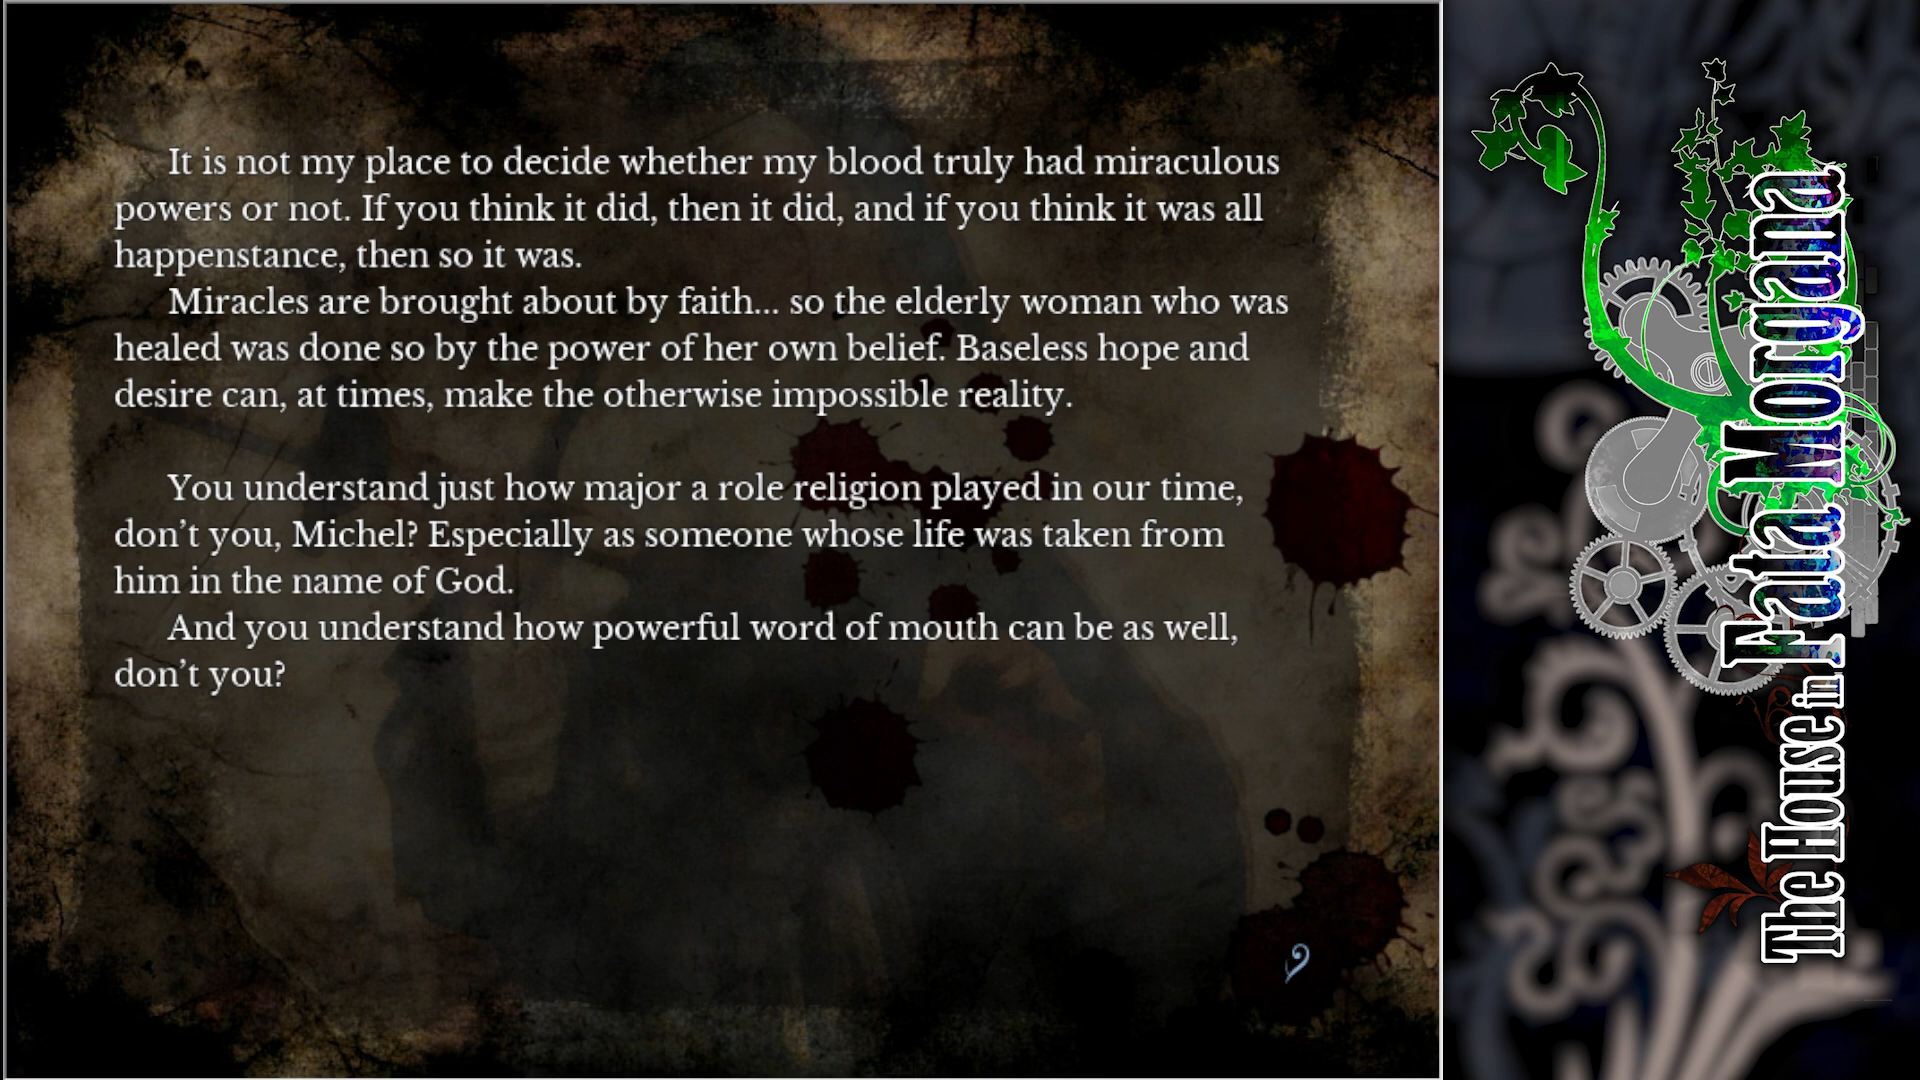 It is not my place to decide whether my blood truly had miraculous
powers or not. If you think it did, then it did, and if you think it was all
happenstance, then so it was.
Miracles are brought about by faith... so the elderly woman who was
healed was done so by the power of her own belief. Baseless hope and
desire can, at times, make the otherwise impossible reality.
You understand just how major a role religion played in our time,
don’t you, Michel? Especially as someone whose life was taken from
him in the name of God.
And you understand how powerful word of mouth can be as well,
don’t you?
The House in Fata Morgana